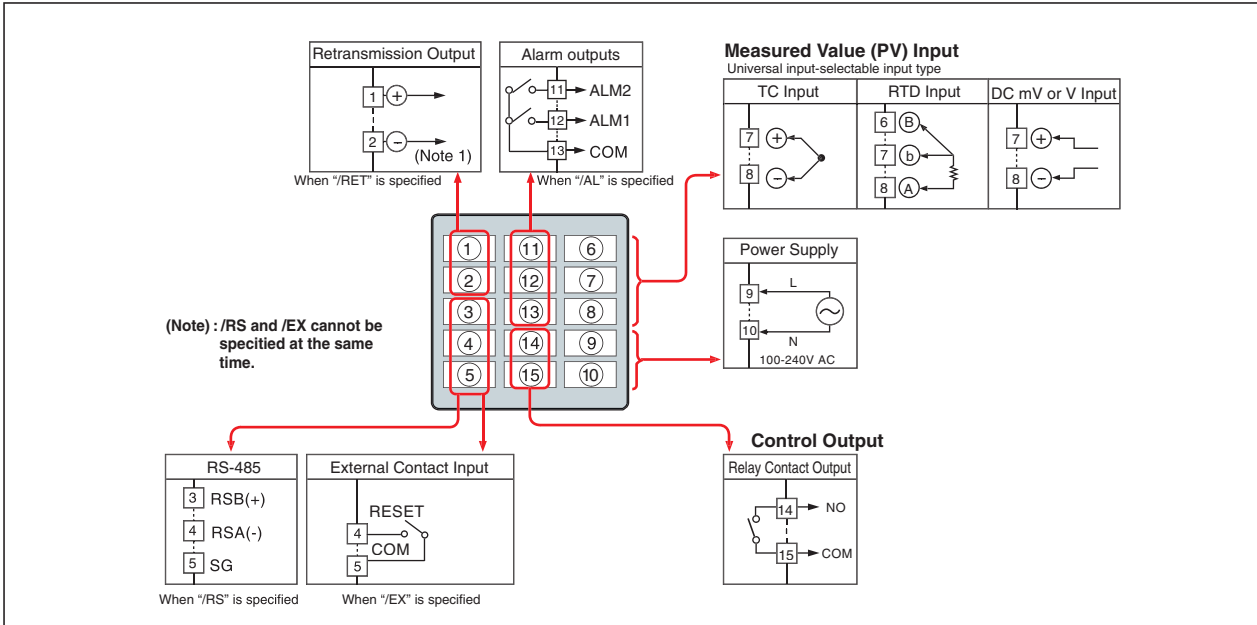 Retransmission Output
1 +
2 − (Note 1)
When “/RET” is specified
Alarm outputs
11 ALM2
12 ALM1
13 COM
When “/AL” is specified
Measured Value (PV) Input
Universal input-selectable input type
TC Input
7 +
8 −
RTD Input
6 B
7 b
8 A
DC mV or V Input
7 +
8 −
1 11 6
2 12 7
3 13 8
4 14 9
5 15 10
(Note) : /RS and /EX cannot be
specitied at the same
time.
Power Supply
9 L
10 N
100-240V AC
RS-485
3 RSB(+)
4 RSA(-)
5 SG
When “/RS” is specified
External Contact Input
RESET
4
COM
5
When “/EX” is specified
Control Output
Relay Contact Output
14 NO
15 COM